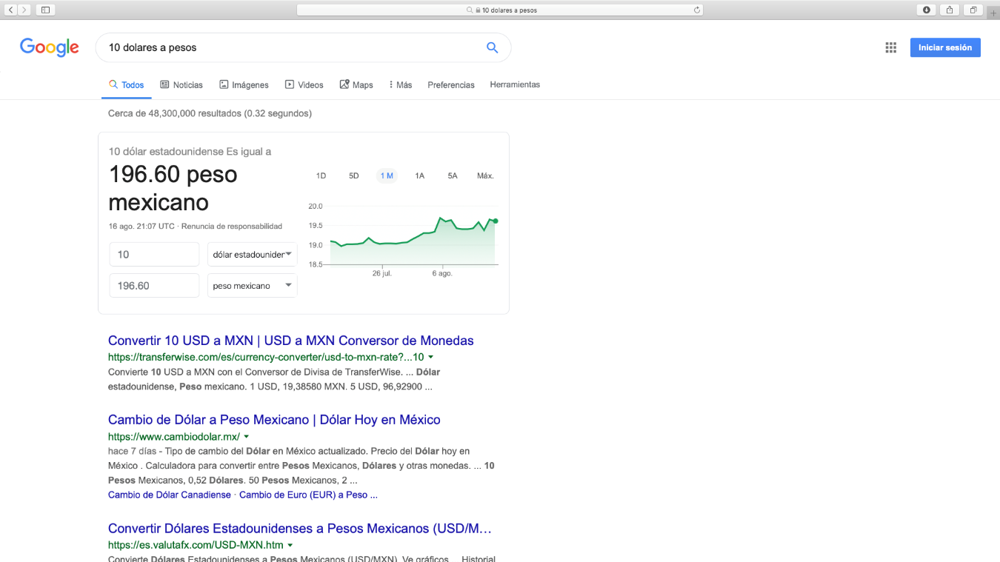 10 dolares a pesos
Google
10 dolares a pesos
Iniciar sesión
Todos Noticias Imágenes Videos Maps Más Preferencias Herramientas
Cerca de 48,300,000 resultados (0.32 segundos)
10 dólar estadounidense Es igual a
196.60 peso
mexicano
16 ago. 21:07 UTC · Renuncia de responsabilidad
10 dólar estadounider
196.60 peso mexicano
1D 5D 1 M 1A 5A Máx.
20.0
19.5
19.0
18.5
26 jul. 6 ago.
Convertir 10 USD a MXN | USD a MXN Conversor de Monedas
https://transferwise.com/es/currency-converter/usd-to-mxn-rate?...10
Convierte 10 USD a MXN con el Conversor de Divisa de TransferWise. ... Dólar
estadounidense, Peso mexicano. 1 USD, 19,38580 MXN. 5 USD, 96,92900 ...
Cambio de Dólar a Peso Mexicano | Dólar Hoy en México
https://www.cambiodolar.mx/
hace 7 días - Tipo de cambio del Dólar en México actualizado. Precio del Dólar hoy en
México . Calculadora para convertir entre Pesos Mexicanos, Dólares y otras monedas. ... 10
Pesos Mexicanos, 0,52 Dólares. 50 Pesos Mexicanos, 2 ...
Cambio de Dólar Canadiense · Cambio de Euro (EUR) a Peso ...
Convertir Dólares Estadounidenses a Pesos Mexicanos (USD/M…
https://es.valutafx.com/USD-MXN.htm
Convierte Dólares Estadounidenses a Pesos Mexicanos (USD/MXN). Ve gráficos ... Historial